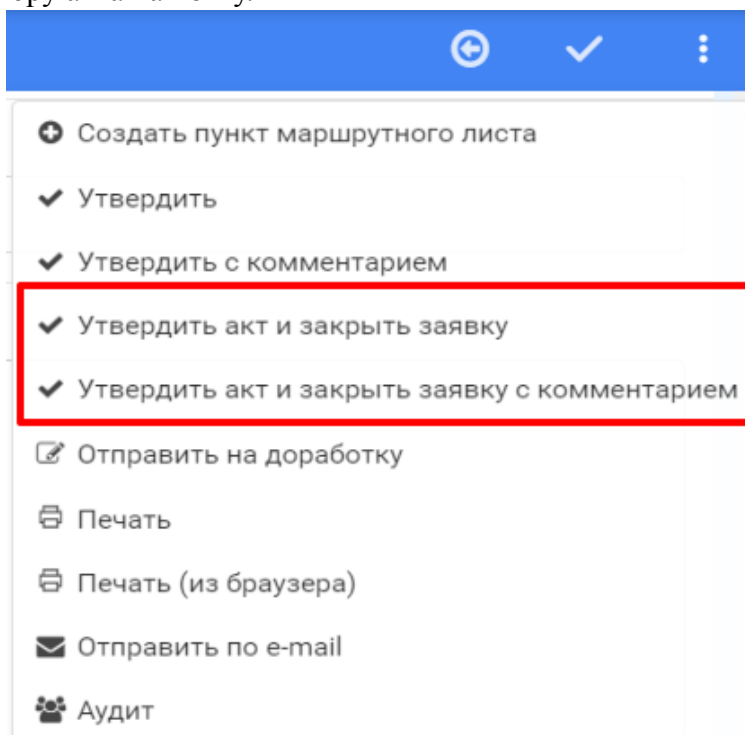 Создать пункт маршрутного листа
Утвердить
Утвердить с комментарием
Утвердить акт и закрыть заявку
Утвердить акт и закрыть заявку с комментарием
Отправить на доработку
Печать
Печать (из браузера)
Отправить по e-mail
Аудит